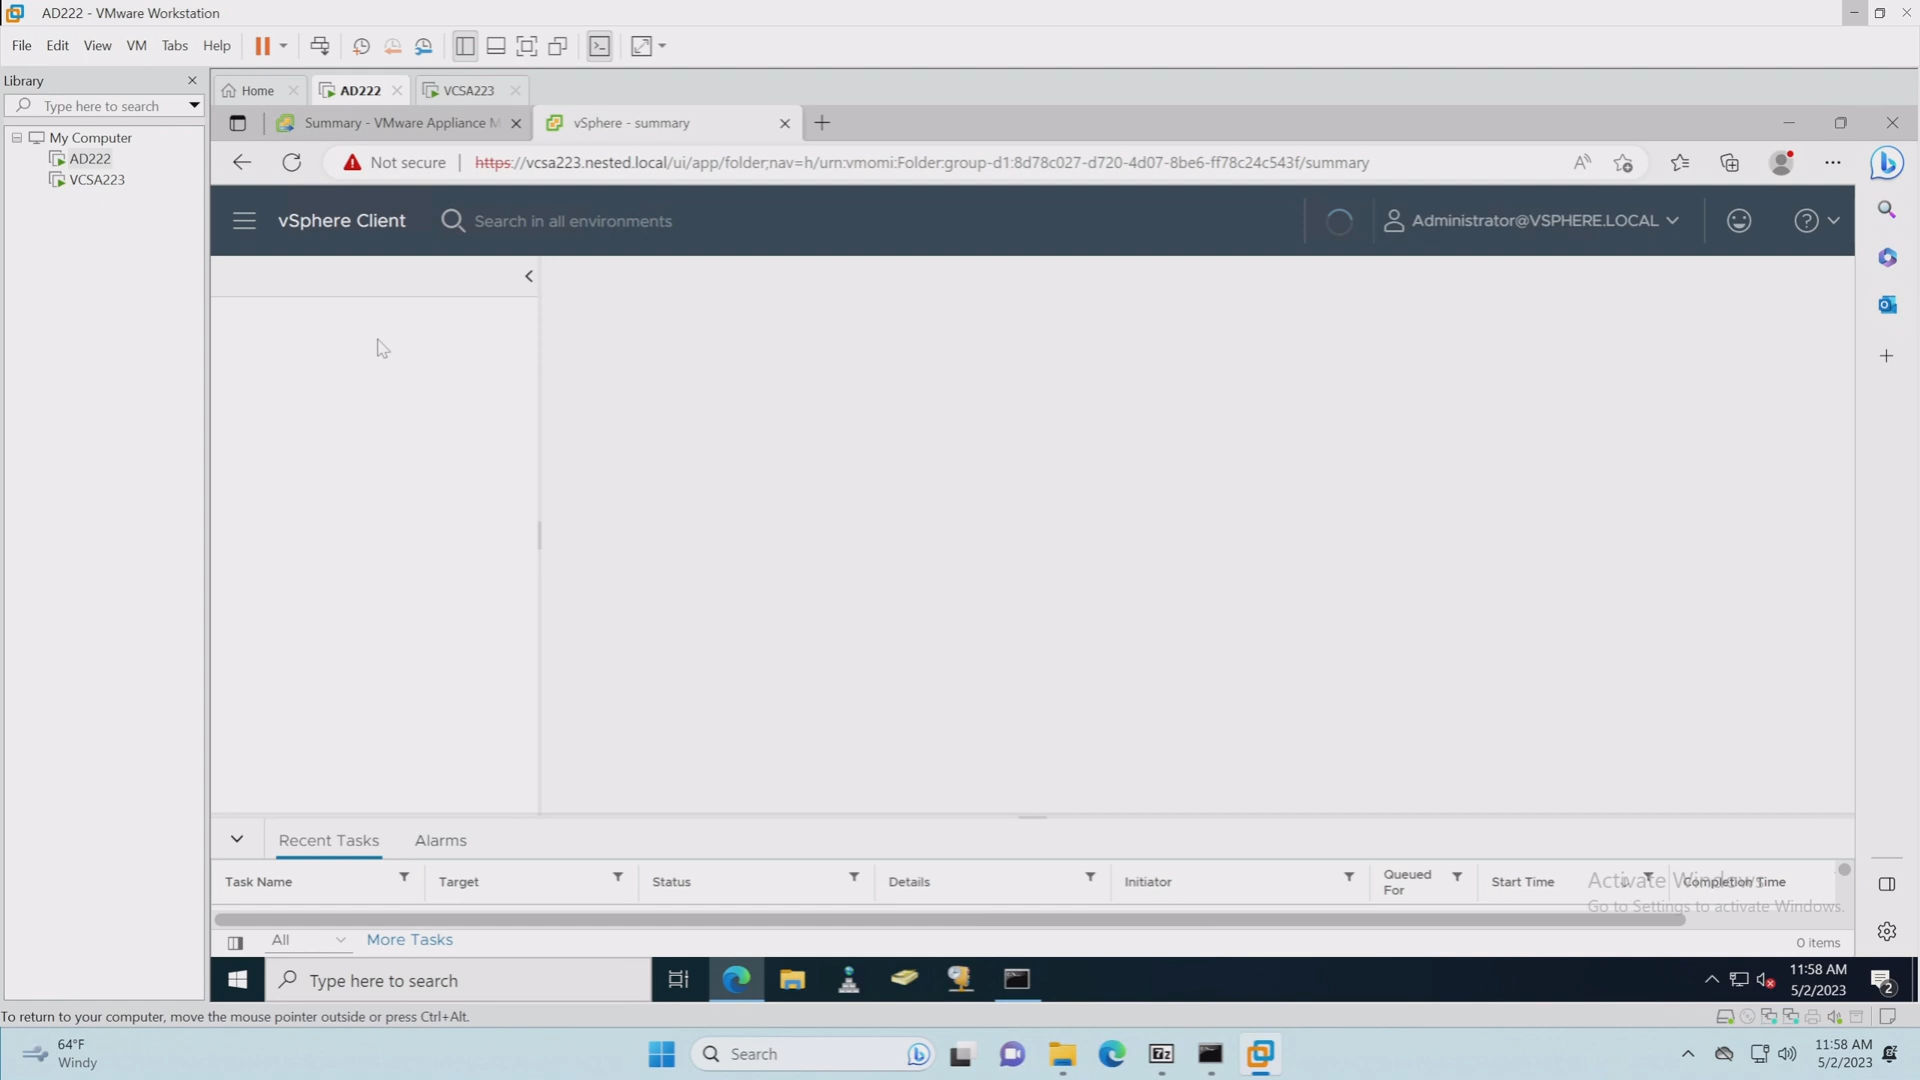 AD222 - VMware Workstation
File Edit View VM Tabs Help
Library
Type here to search
My Computer
AD222
VCSA223
Home
AD222
VCSA223
Summary - VMware Appliance M
vSphere - summary
Not secure
https://vcsa223.nested.local/ui/app/folder;nav=h/urn:vmomi:Folder:group-d1:8d78c027-d720-4d07-8be6-ff78c24c543f/summary
vSphere Client
Search in all environments
Administrator@VSPHERE.LOCAL
Recent Tasks
Alarms
Task Name
Target
Status
Details
Initiator
Queued For
Start Time
Completion Time
Activate Windows
Go to Settings to activate Windows.
All
More Tasks
0 items
Type here to search
11:58 AM
5/2/2023
2
To return to your computer, move the mouse pointer outside or press Ctrl+Alt.
64°F
Windy
Search
7z
11:58 AM
5/2/2023